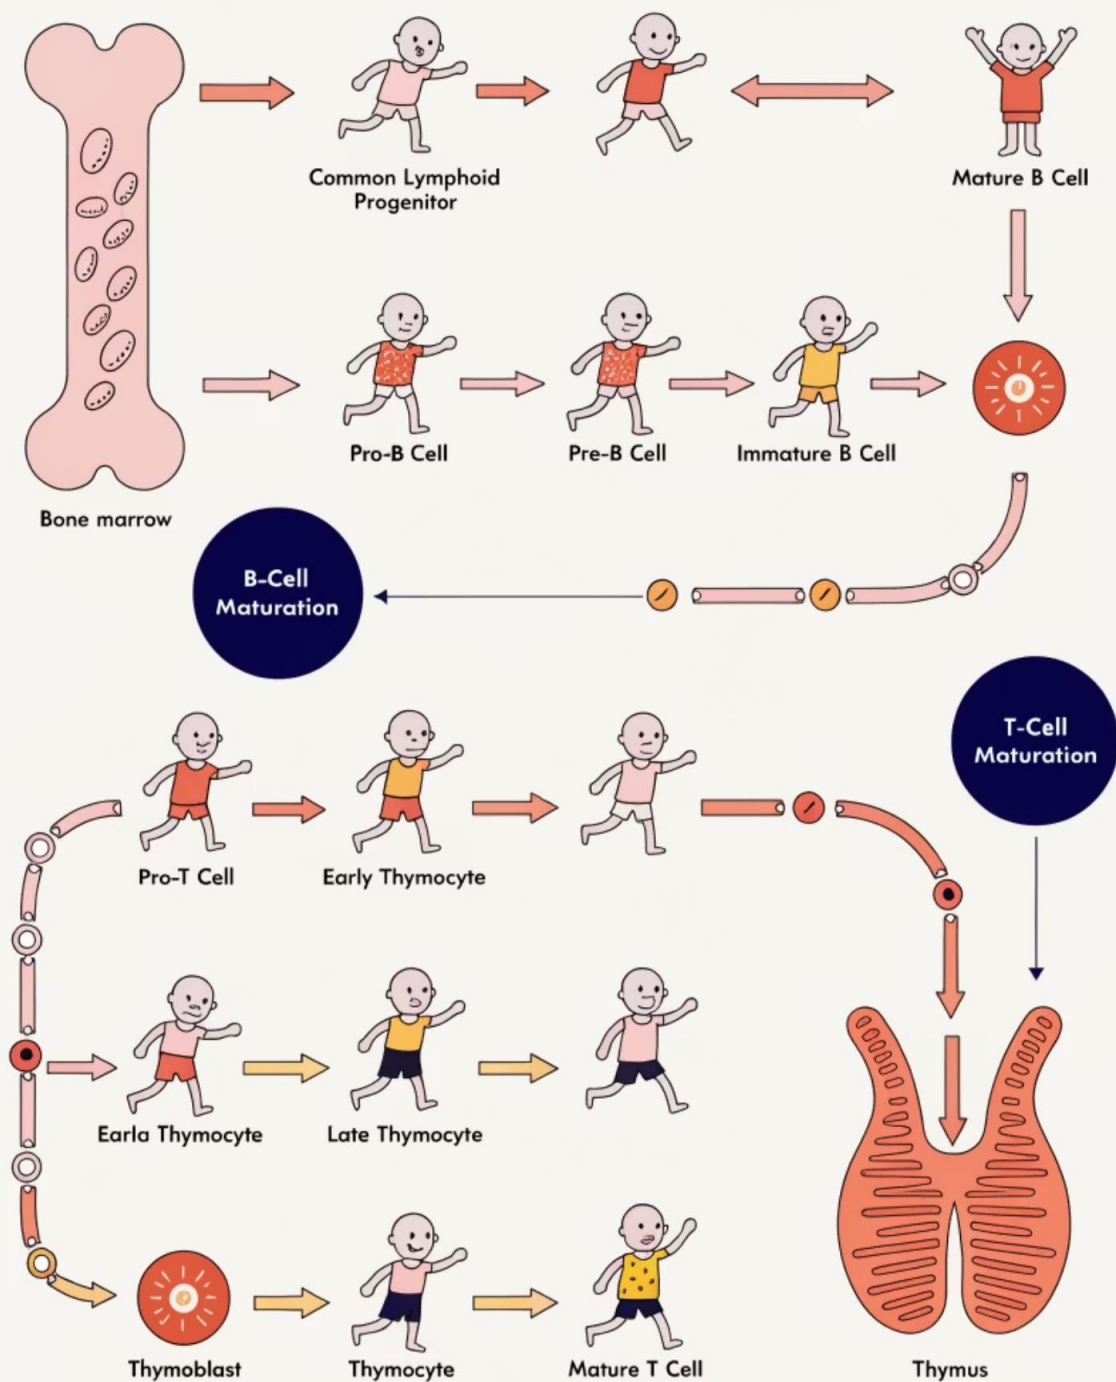 Common Lymphoid
Progenitor
Mature B Cell
Pro-B Cell
Pre-B Cell
Immature B Cell
Bone marrow
B-Cell
Maturation
T-Cell
Maturation
Pro-T Cell
Early Thymocyte
Earla Thymocyte
Late Thymocyte
Thymoblast
Thymocyte
Mature T Cell
Thymus